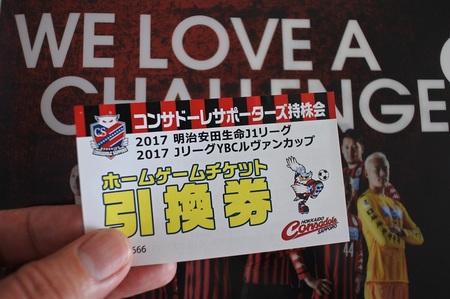 WE LOVE A
CHALLENGE
CS
コンサドーレサポーターズ持株会
2017 明治安田生命J1リーグ
2017 JリーグYBCルヴァンカップ
ホームゲームチケット
引換券
HOKKAIDO
Consadole
SAPPORO
566
44